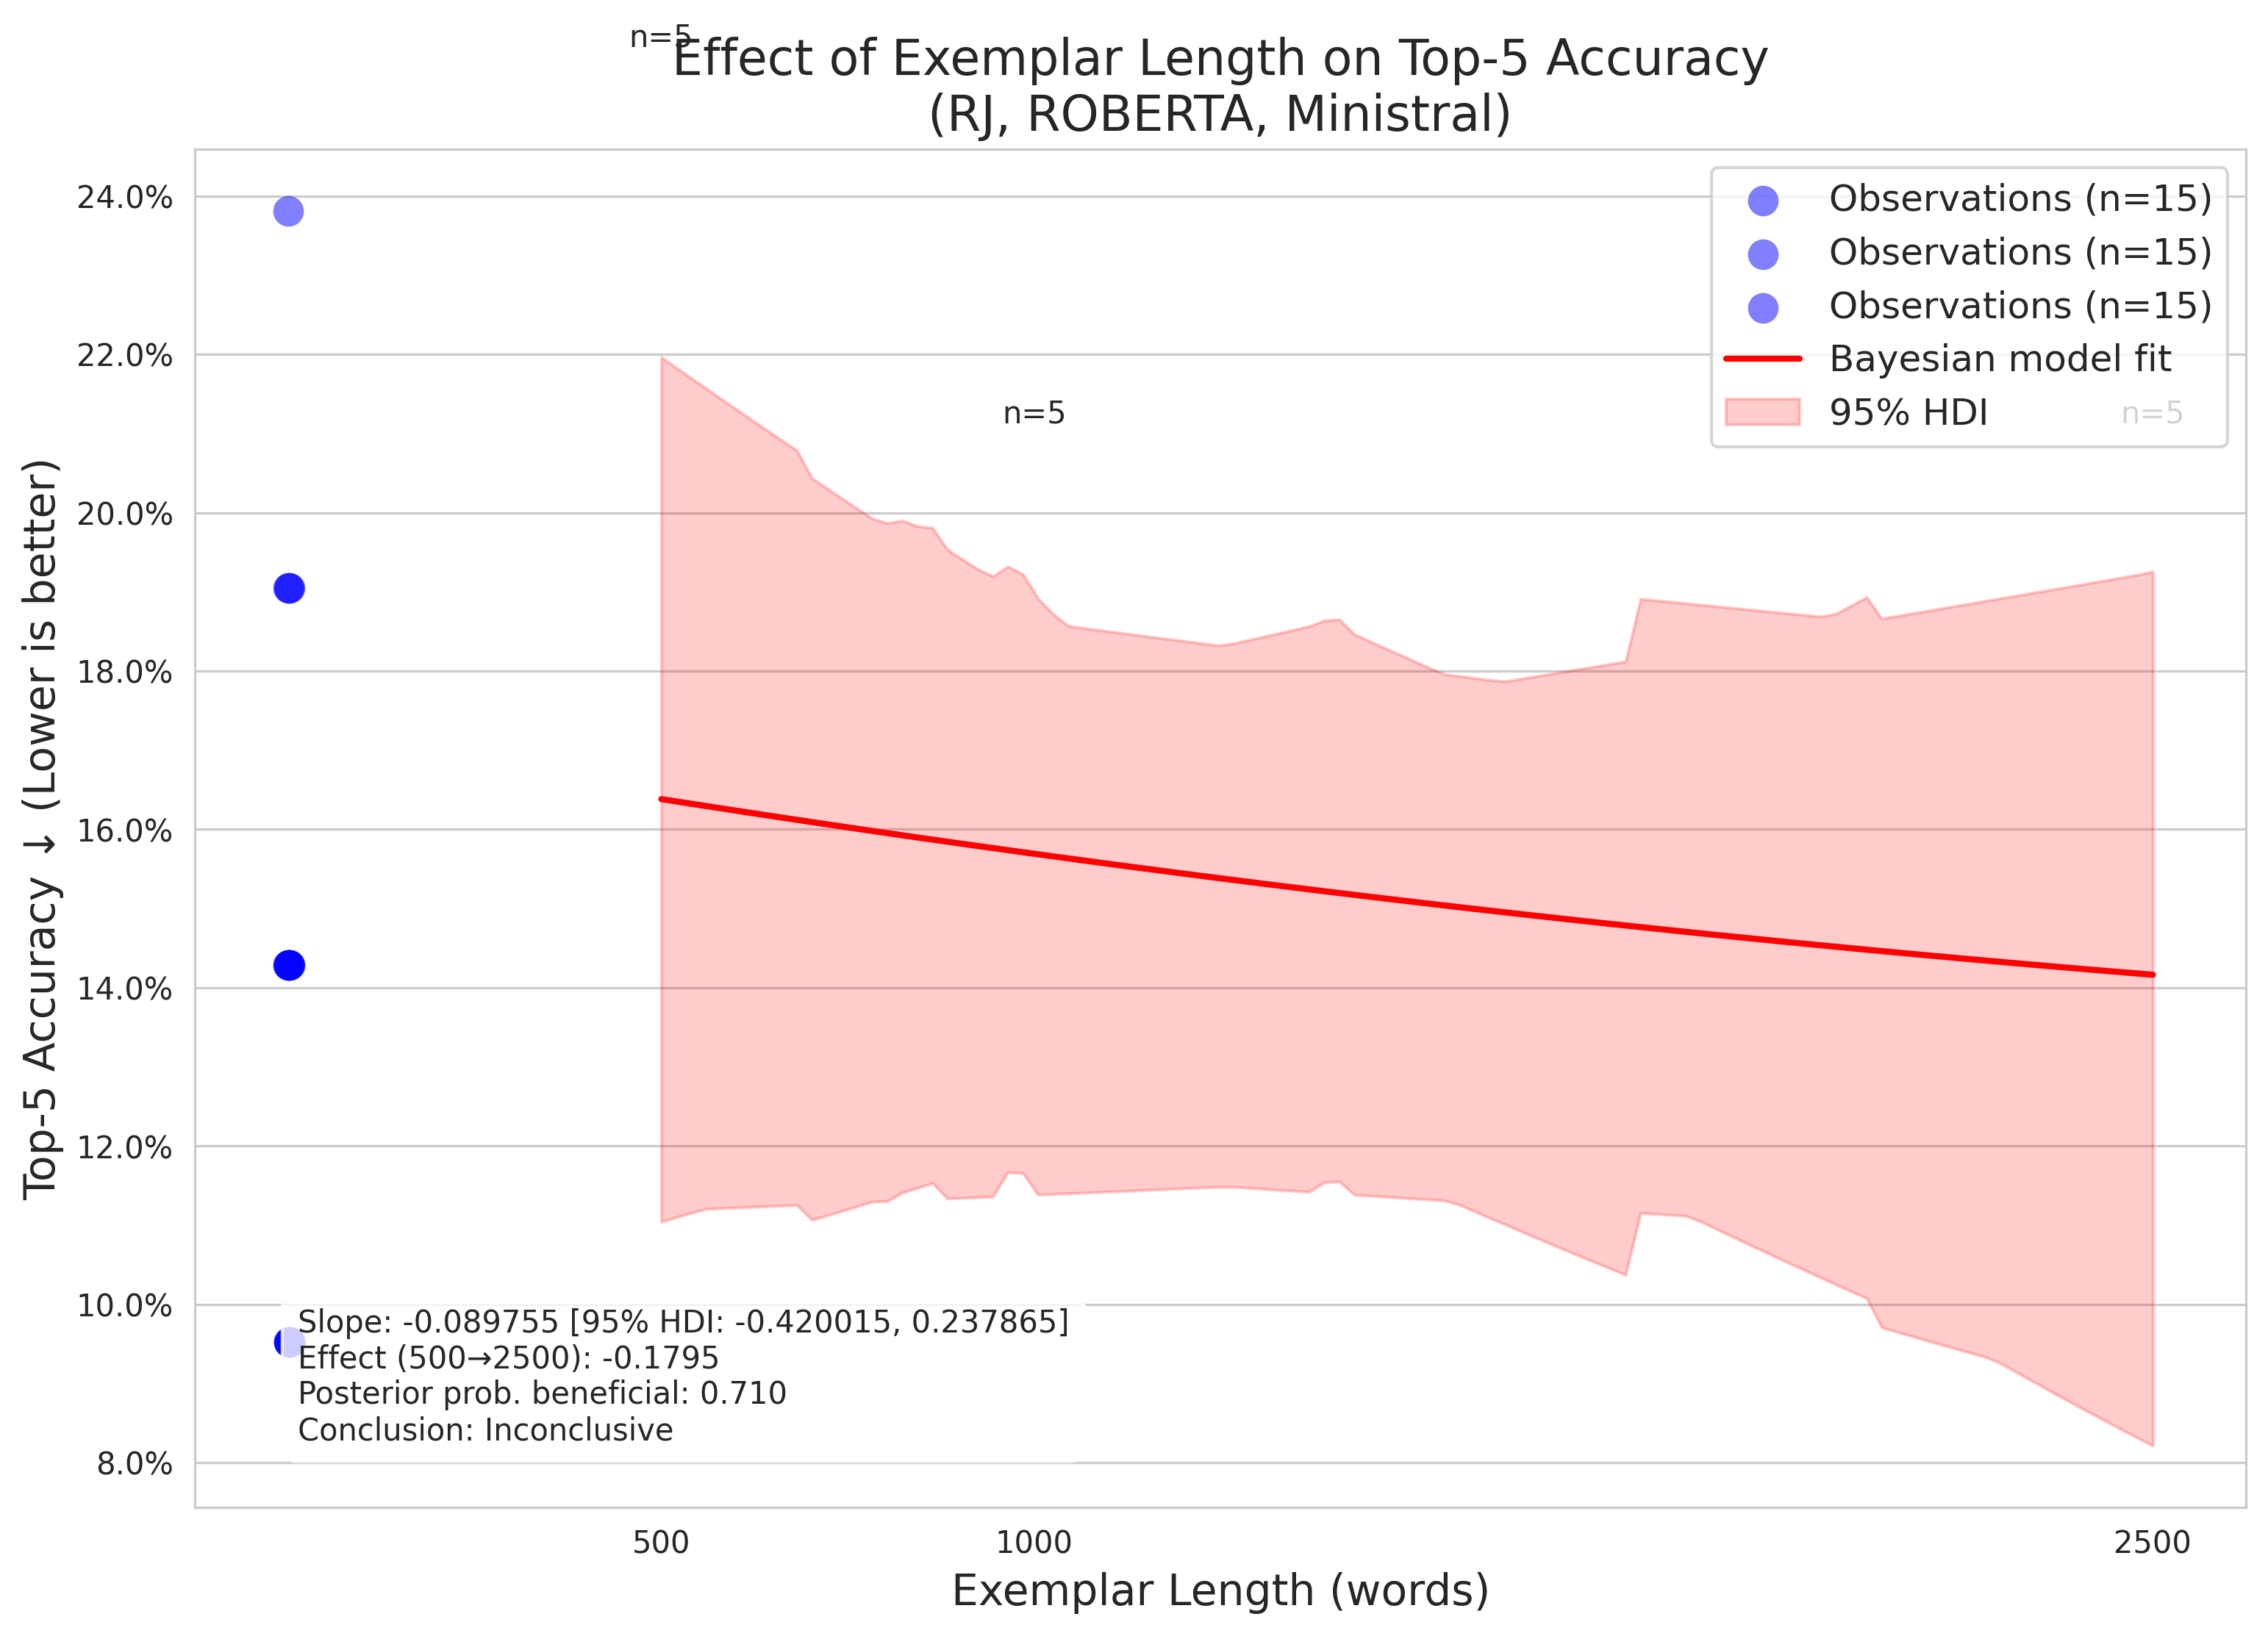 n=5
Effect of Exemplar Length on Top-5 Accuracy
(RJ, ROBERTA, Ministral)
Observations (n=15)
Observations (n=15)
Observations (n=15)
Bayesian model fit
95% HDI
n=5
n=5
Top-5 Accuracy ↓ (Lower is better)
24.0%
22.0%
20.0%
18.0%
16.0%
14.0%
12.0%
10.0%
8.0%
Slope: -0.089755 [95% HDI: -0.420015, 0.237865]
Effect (500→2500): -0.1795
Posterior prob. beneficial: 0.710
Conclusion: Inconclusive
500
1000
2500
Exemplar Length (words)